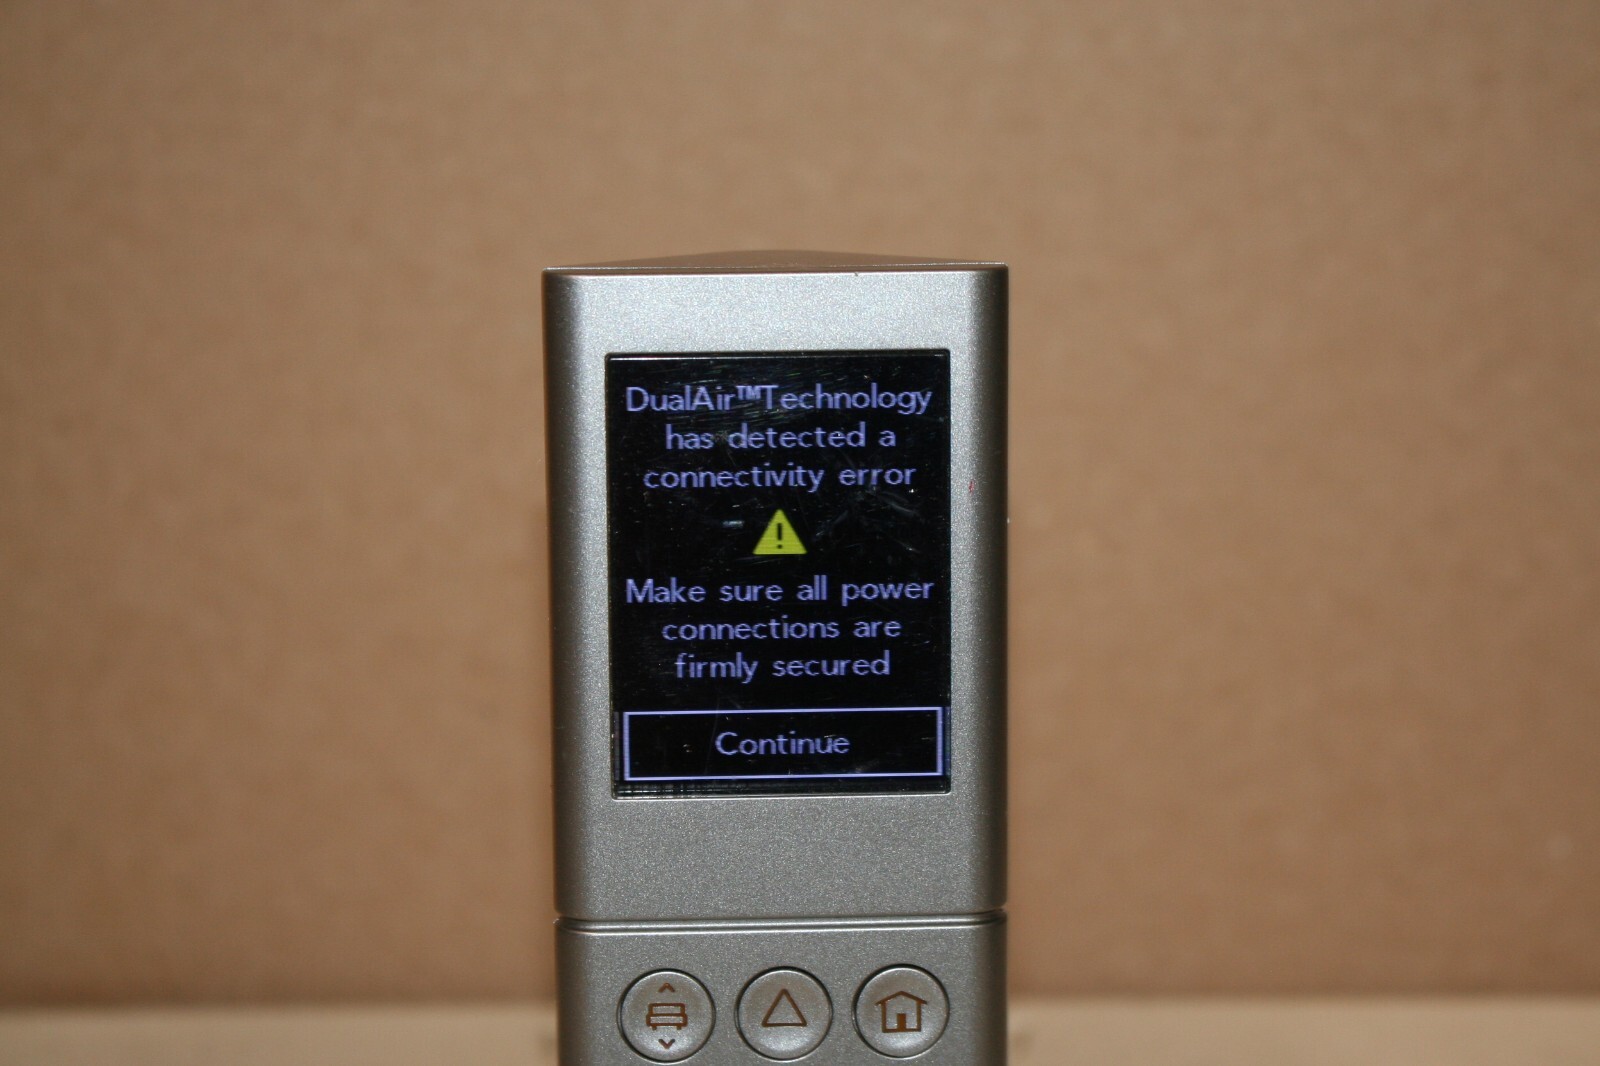 DualAir™Technology
has detected a
connectivity error
Make sure all power
connections are
firmly secured
Continue